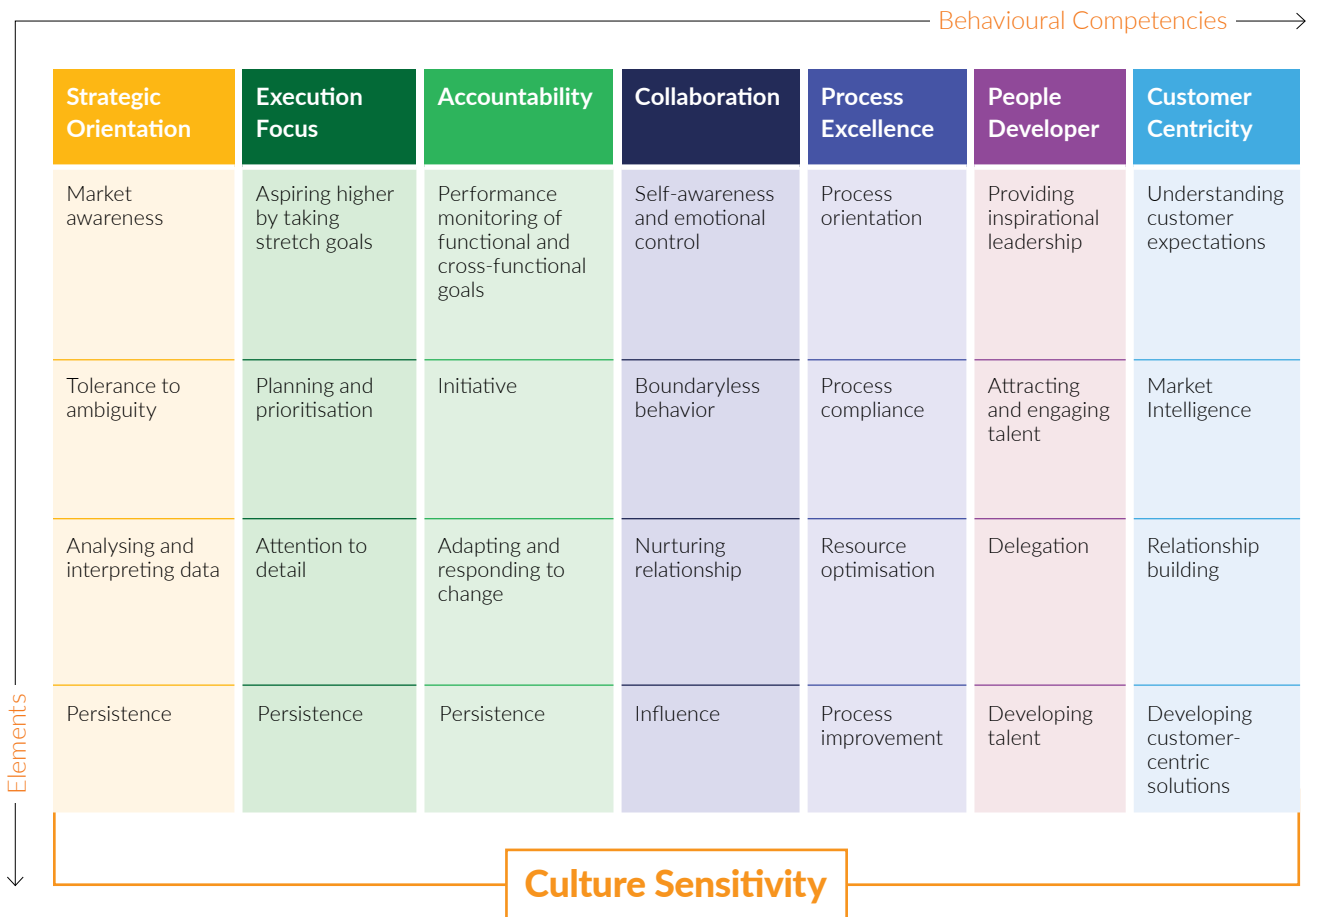 Behavioural Competencies
Strategic
Orientation
Execution
Focus
Accountability
Collaboration
Process
Excellence
People
Developer
Customer
Centricity
Market
awareness
Aspiring higher
by taking
stretch goals
Performance
monitoring of
functional and
cross-functional
goals
Self-awareness
and emotional
control
Process
orientation
Providing
inspirational
leadership
Understanding
customer
expectations
Tolerance to
ambiguity
Planning and
prioritisation
Initiative
Boundaryless
behavior
Process
compliance
Attracting
and engaging
talent
Market
Intelligence
Analysing and
interpreting data
Attention to
detail
Adapting and
responding to
change
Nurturing
relationship
Resource
optimisation
Delegation
Relationship
building
Persistence
Persistence
Persistence
Influence
Process
improvement
Developing
talent
Developing
customer-
centric
solutions
Elements
Culture Sensitivity